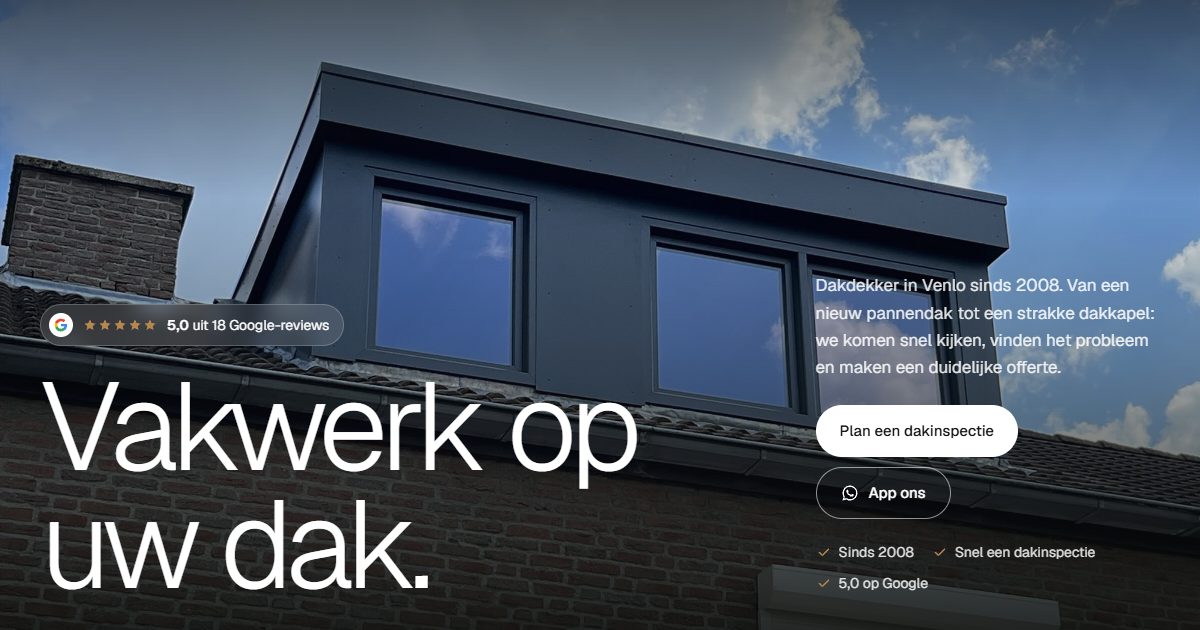 5,0 uit 18 Google-reviews
Vakwerk op
uw dak.
Dakdekker in Venlo sinds 2008. Van een
nieuw pannendak tot een strakke dakkapel:
we komen snel kijken, vinden het probleem
en maken een duidelijke offerte.
Plan een dakinspectie
App ons
Sinds 2008
Snel een dakinspectie
5,0 op Google